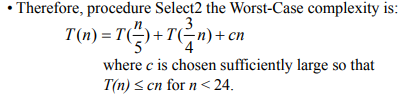 • Therefore, procedure Select2 the Worst-Case complexity is:
T(n) = T(n/5) + T(3/4 n) + cn
where c is chosen sufficiently large so that
T(n) ≤ cn for n < 24.